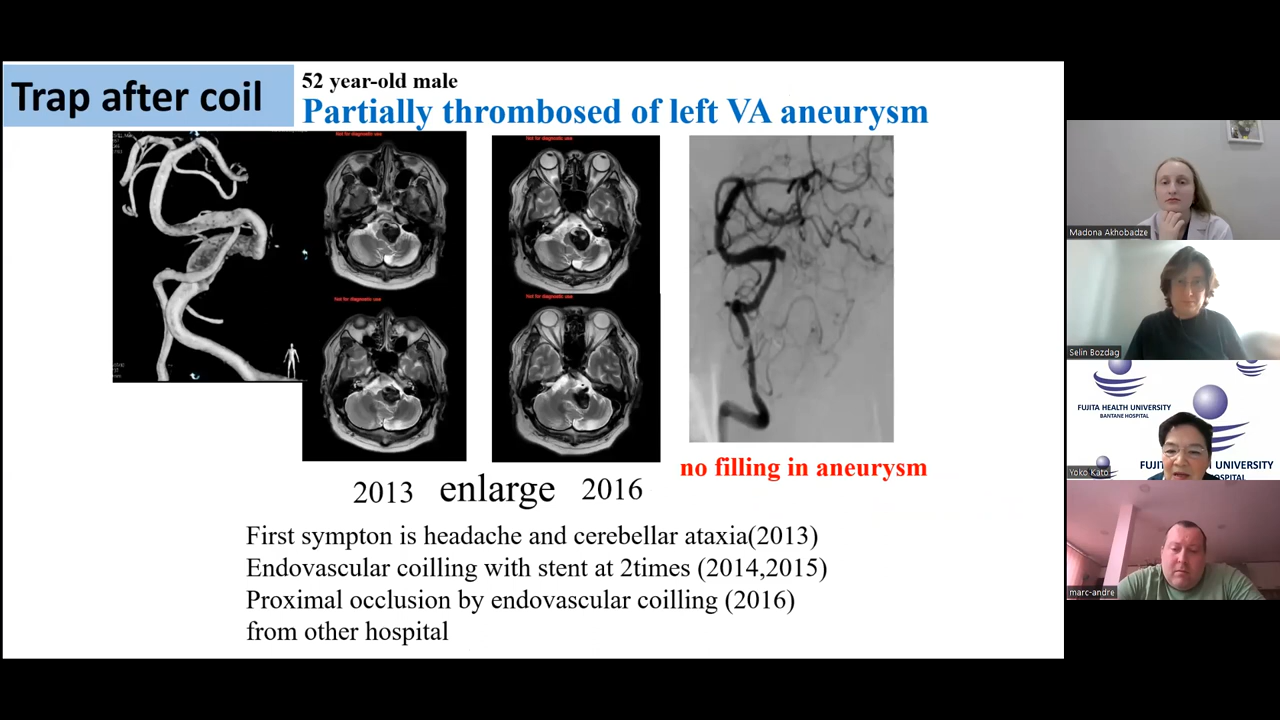 Trap after coil
52 year-old male
Partially thrombosed of left VA aneurysm
Not for diagnostic use
Not for diagnostic use
Not for diagnostic use
Not for diagnostic use
no filling in aneurysm
2013 enlarge 2016
First sympton is headache and cerebellar ataxia(2013)
Endovascular coilling with stent at 2times (2014,2015)
Proximal occlusion by endovascular coilling (2016)
from other hospital
Madona Akhobadze
Selin Bozdag
FUJITA HEALTH UNIVERSITY
BANTANE HOSPITAL
Yoko Kato
marc-andre